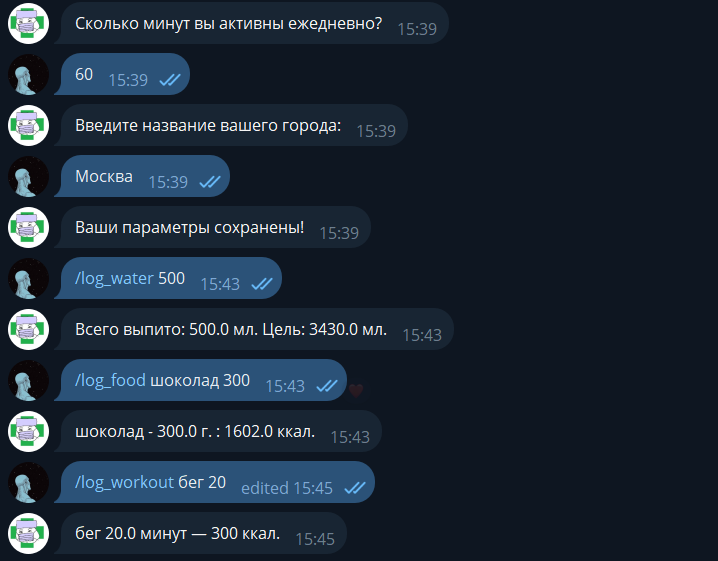 Сколько минут вы активны ежедневно? 15:39
60 15:39
Введите название вашего города: 15:39
Москва 15:39
Ваши параметры сохранены! 15:39
/log_water 500 15:43
Всего выпито: 500.0 мл. Цель: 3430.0 мл. 15:43
/log_food шоколад 300 15:43
шоколад - 300.0 г. : 1602.0 ккал. 15:43
/log_workout бег 20 edited 15:45
бег 20.0 минут — 300 ккал. 15:45